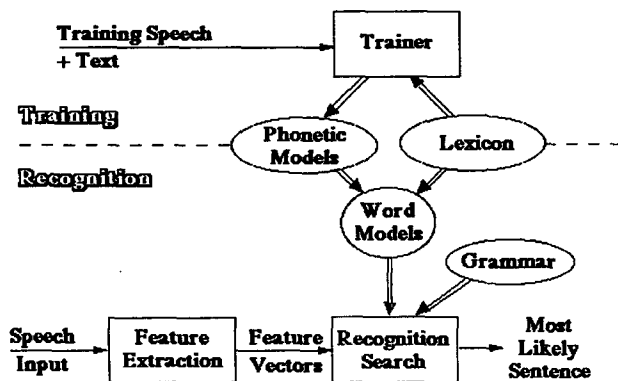 Training Speech
+ Text
Trainer
Training
Phonetic
Models
Lexicon
Recognition
Word
Models
Grammar
Speech
Input
Feature
Extraction
Feature
Vectors
Recognition
Search
Most
Likely
Sentence